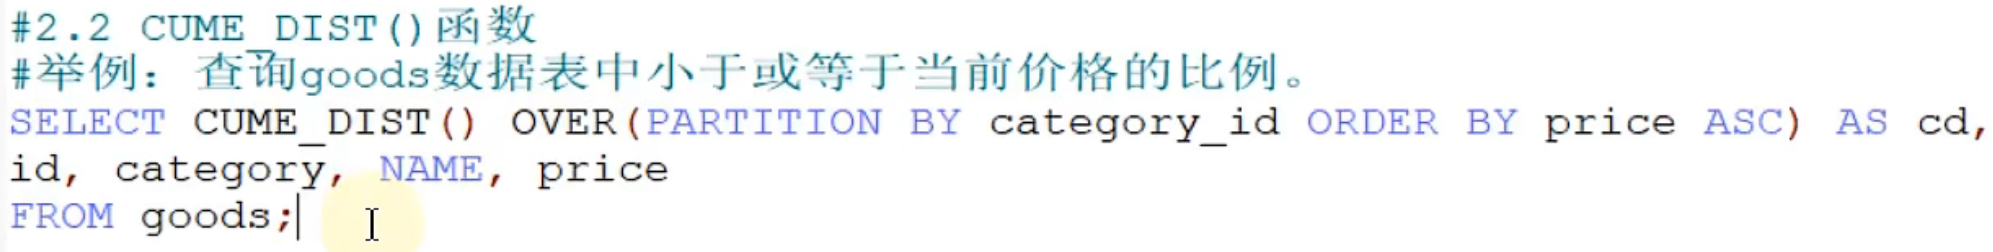 #2.2 CUME_DIST()函数
#举例：查询goods数据表中小于或等于当前价格的比例。
SELECT CUME_DIST() OVER(PARTITION BY category_id ORDER BY price ASC) AS cd,
id, category, NAME, price
FROM goods;